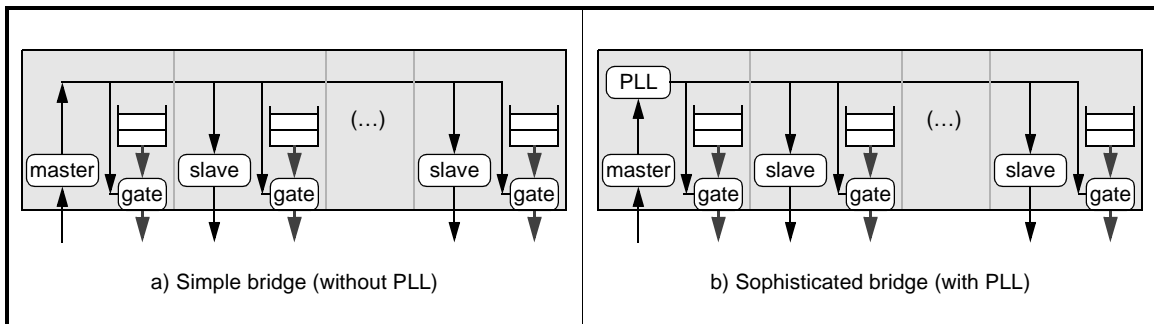 (…)
master
slave
slave
gate
gate
gate
a) Simple bridge (without PLL)
PLL
(…)
master
slave
slave
gate
gate
gate
b) Sophisticated bridge (with PLL)